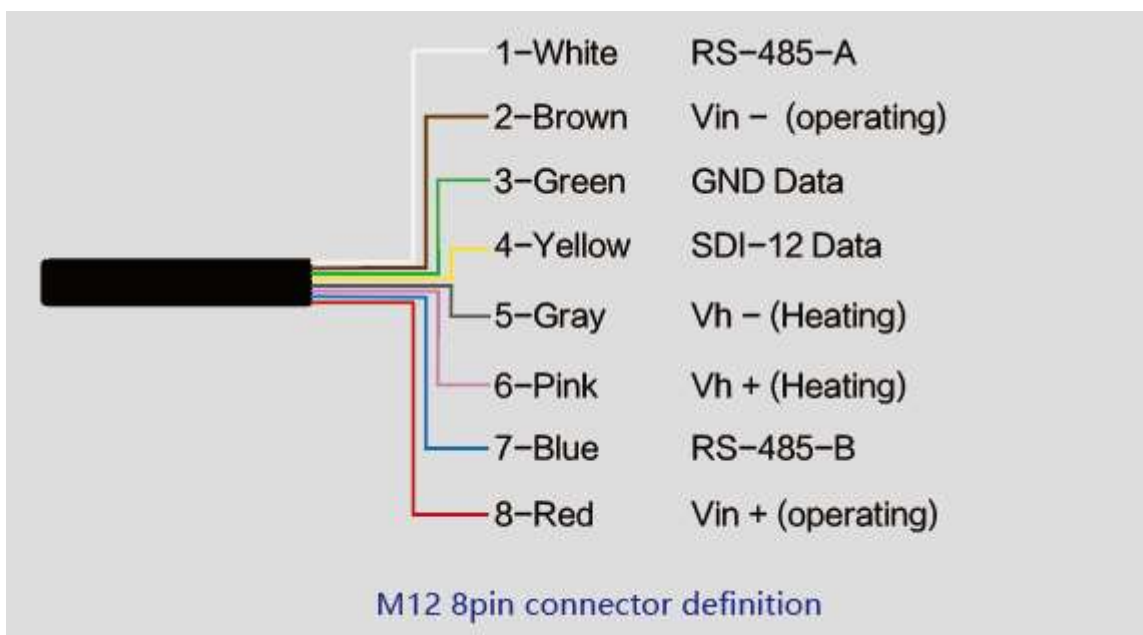 1-White RS-485-A
2-Brown Vin - (operating)
3-Green GND Data
4-Yellow SDI-12 Data
5-Gray Vh - (Heating)
6-Pink Vh + (Heating)
7-Blue RS-485-B
8-Red Vin + (operating)
M12 8pin connector definition